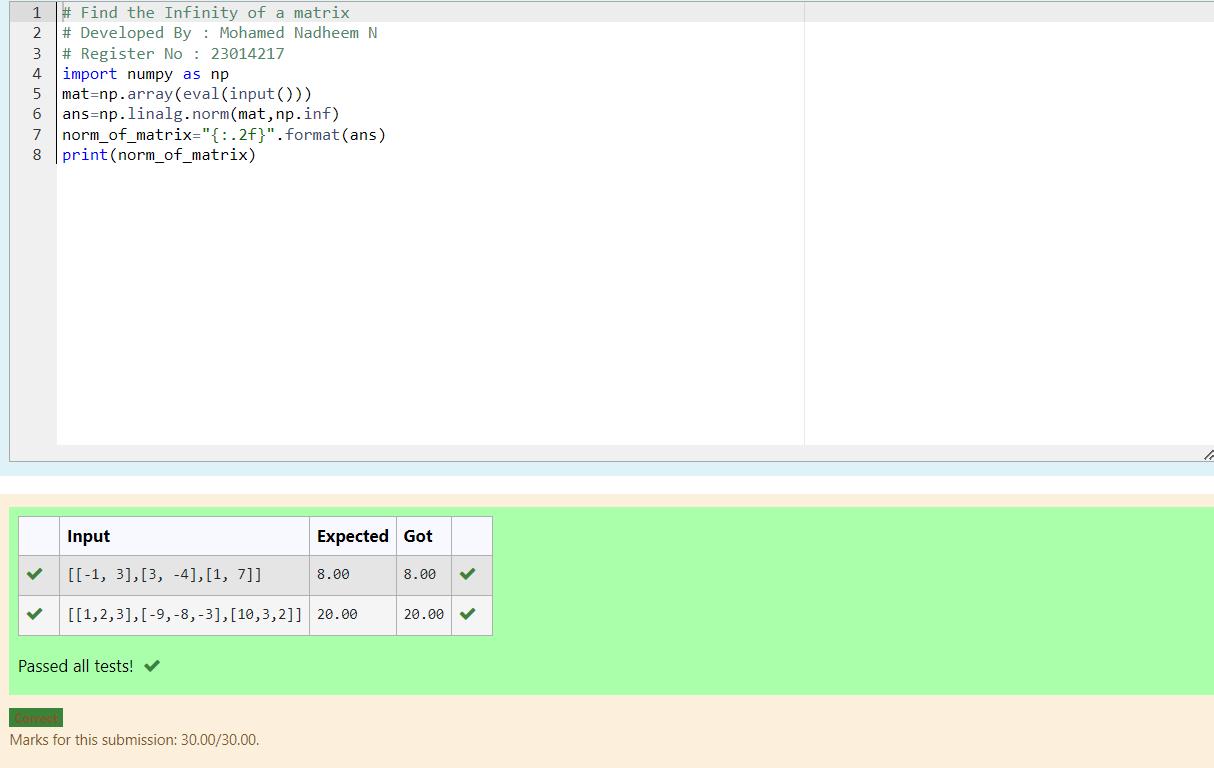 1 # Find the Infinity of a matrix
2 # Developed By : Mohamed Nadheem N
3 # Register No : 23014217
4 import numpy as np
5 mat=np.array(eval(input()))
6 ans=np.linalg.norm(mat,np.inf)
7 norm_of_matrix="{:.2f}".format(ans)
8 print(norm_of_matrix)
Input Expected Got
[[-1, 3],[3, -4],[1, 7]] 8.00 8.00
[[1,2,3],[-9,-8,-3],[10,3,2]] 20.00 20.00
Passed all tests!
Correct
Marks for this submission: 30.00/30.00.